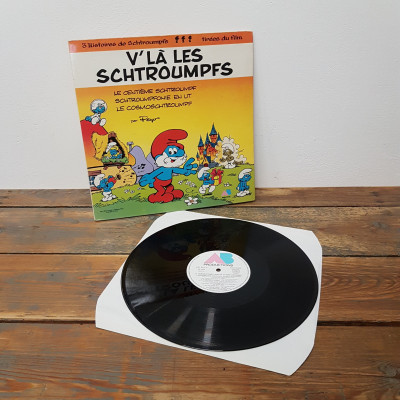 3 Histoires de Schtroumpfs tirées du film
V'LÀ LES
SCHTROUMPFS
LE CENTIÈME SCHTROUMPF
SCHTROUMPFONIE EN UT
LE COSMOSCHTROUMPF
par Peyo
AB